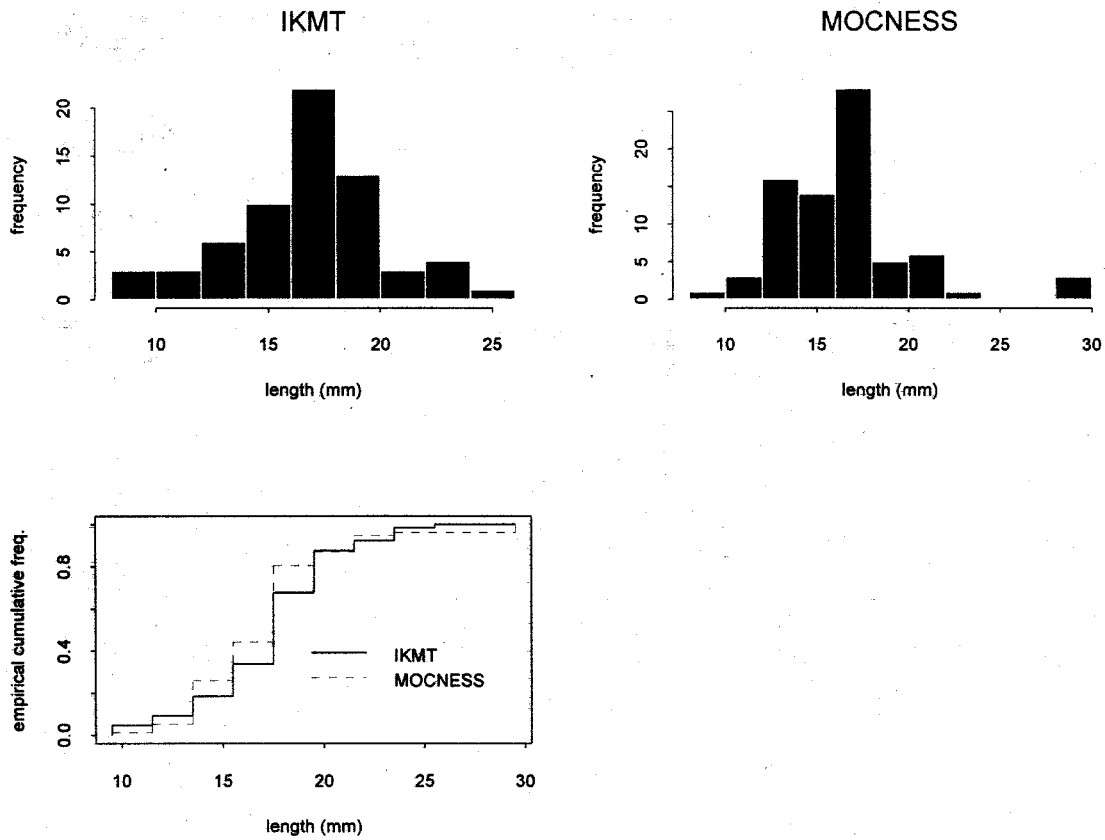 IKMT
frequency
20
15
10
5
0
10 15 20 25
length (mm)
MOCNESS
frequency
20
10
5
0
10 15 20 25 30
length (mm)
empirical cumulative freq.
0.8
0.4
0.0
IKMT
MOCNESS
10 15 20 25 30
length (mm)